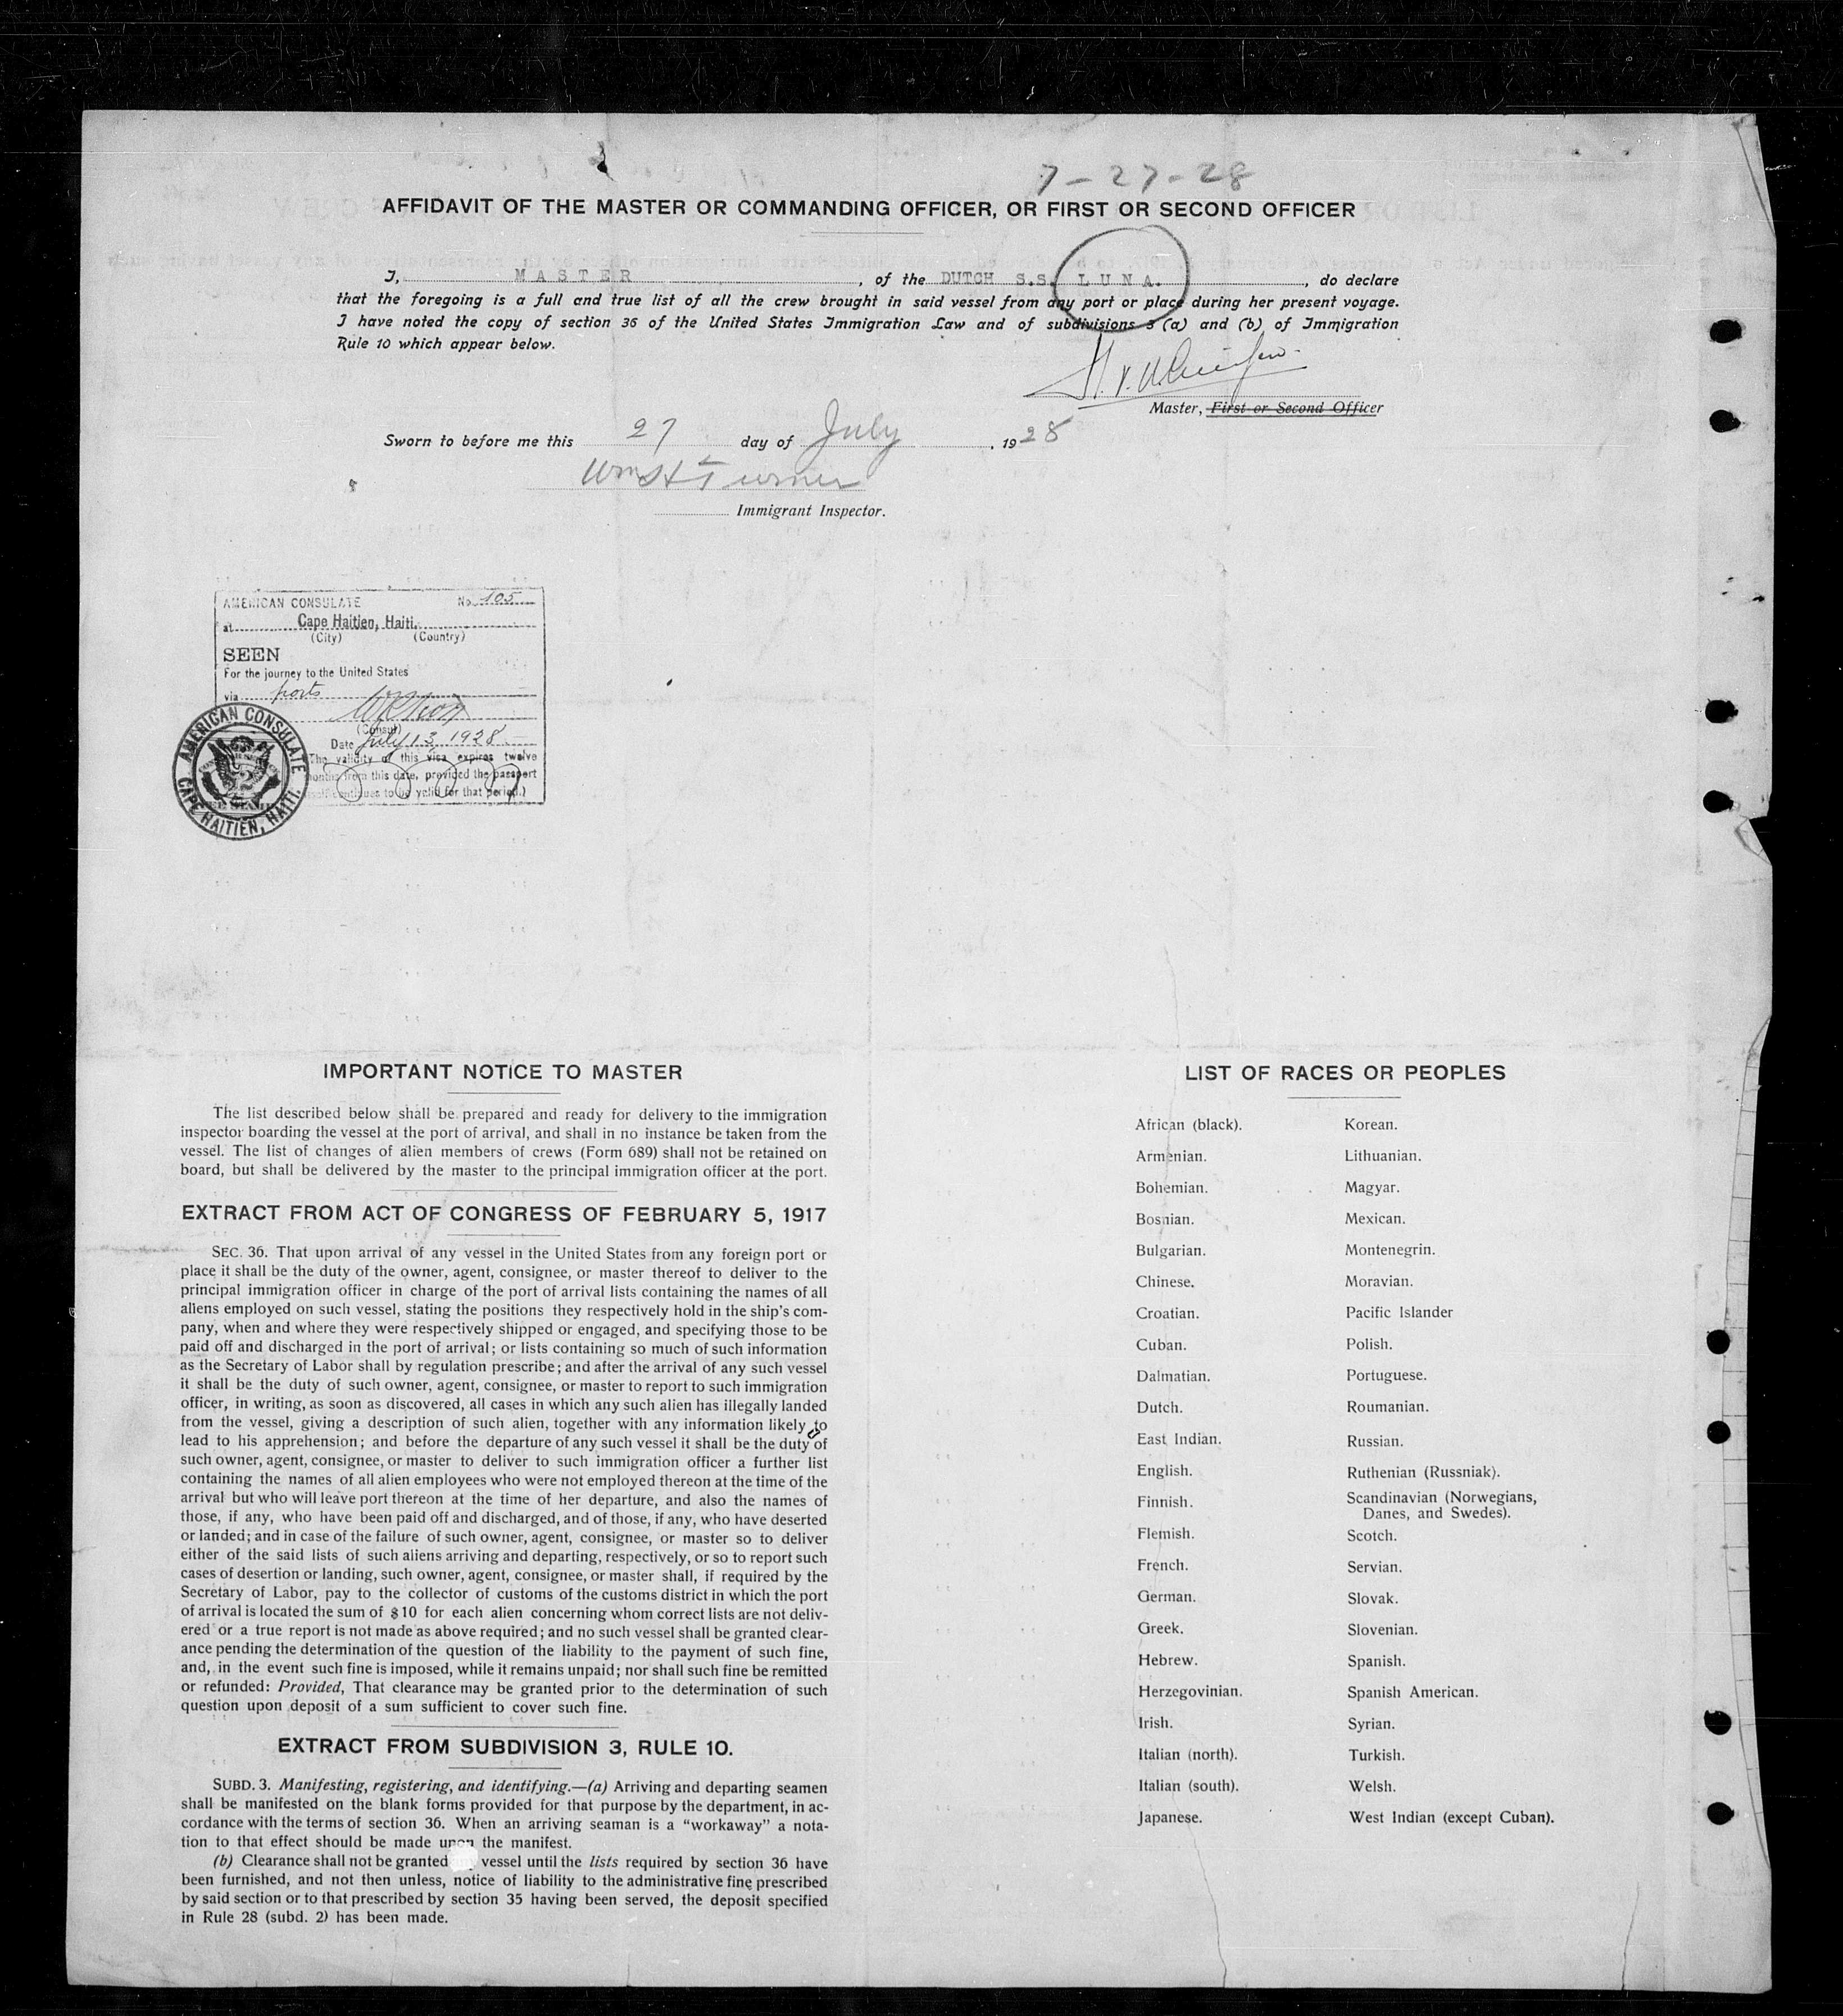 7-27-28
AFFIDAVIT OF THE MASTER OR COMMANDING OFFICER, OR FIRST OR SECOND OFFICER
I, MASTER, of the DUTCH S.S. LUNA., do declare
that the foregoing is a full and true list of all the crew brought in said vessel from any port or place during her present voyage.
I have noted the copy of section 36 of the United States Immigration Law and of subdivisions 3 (a) and (b) of Immigration
Rule 10 which appear below.
Master, First or Second Officer
Sworn to before me this 27 day of July, 1928
Wm H Turner
Immigrant Inspector.
AMERICAN CONSULATE No. 105
at Cape Haitien, Haiti.
(City) (Country)
SEEN
For the journey to the United States
via ports
(Consul)
Date July 13, 1928
(The validity of this visa expires twelve
months from this date, provided the passport
itself continues to be valid for that period.)
AMERICAN CONSULATE
CAPE HAITIEN, HAITI.
IMPORTANT NOTICE TO MASTER
The list described below shall be prepared and ready for delivery to the immigration
inspector boarding the vessel at the port of arrival, and shall in no instance be taken from the
vessel. The list of changes of alien members of crews (Form 689) shall not be retained on
board, but shall be delivered by the master to the principal immigration officer at the port.
EXTRACT FROM ACT OF CONGRESS OF FEBRUARY 5, 1917
SEC. 36. That upon arrival of any vessel in the United States from any foreign port or
place it shall be the duty of the owner, agent, consignee, or master thereof to deliver to the
principal immigration officer in charge of the port of arrival lists containing the names of all
aliens employed on such vessel, stating the positions they respectively hold in the ship's com-
pany, when and where they were respectively shipped or engaged, and specifying those to be
paid off and discharged in the port of arrival; or lists containing so much of such information
as the Secretary of Labor shall by regulation prescribe; and after the arrival of any such vessel
it shall be the duty of such owner, agent, consignee, or master to report to such immigration
officer, in writing, as soon as discovered, all cases in which any such alien has illegally landed
from the vessel, giving a description of such alien, together with any information likely to
lead to his apprehension; and before the departure of any such vessel it shall be the duty of
such owner, agent, consignee, or master to deliver to such immigration officer a further list
containing the names of all alien employees who were not employed thereon at the time of the
arrival but who will leave port thereon at the time of her departure, and also the names of
those, if any, who have been paid off and discharged, and of those, if any, who have deserted
or landed; and in case of the failure of such owner, agent, consignee, or master so to deliver
either of the said lists of such aliens arriving and departing, respectively, or so to report such
cases of desertion or landing, such owner, agent, consignee, or master shall, if required by the
Secretary of Labor, pay to the collector of customs of the customs district in which the port
of arrival is located the sum of $10 for each alien concerning whom correct lists are not deliv-
ered or a true report is not made as above required; and no such vessel shall be granted clear-
ance pending the determination of the question of the liability to the payment of such fine,
and, in the event such fine is imposed, while it remains unpaid; nor shall such fine be remitted
or refunded: Provided, That clearance may be granted prior to the determination of such
question upon deposit of a sum sufficient to cover such fine.
EXTRACT FROM SUBDIVISION 3, RULE 10.
SUBD. 3. Manifesting, registering, and identifying.—(a) Arriving and departing seamen
shall be manifested on the blank forms provided for that purpose by the department, in ac-
cordance with the terms of section 36. When an arriving seaman is a "workaway" a nota-
tion to that effect should be made upon the manifest.
(b) Clearance shall not be granted vessel until the lists required by section 36 have
been furnished, and not then unless, notice of liability to the administrative fine prescribed
by said section or to that prescribed by section 35 having been served, the deposit specified
in Rule 28 (subd. 2) has been made.
LIST OF RACES OR PEOPLES
African (black).
Armenian.
Bohemian.
Bosnian.
Bulgarian.
Chinese.
Croatian.
Cuban.
Dalmatian.
Dutch.
East Indian.
English.
Finnish.
Flemish.
French.
German.
Greek.
Hebrew.
Herzegovinian.
Irish.
Italian (north).
Italian (south).
Japanese.
Korean.
Lithuanian.
Magyar.
Mexican.
Montenegrin.
Moravian.
Pacific Islander
Polish.
Portuguese.
Roumanian.
Russian.
Ruthenian (Russniak).
Scandinavian (Norwegians,
Danes, and Swedes).
Scotch.
Servian.
Slovak.
Slovenian.
Spanish.
Spanish American.
Syrian.
Turkish.
Welsh.
West Indian (except Cuban).